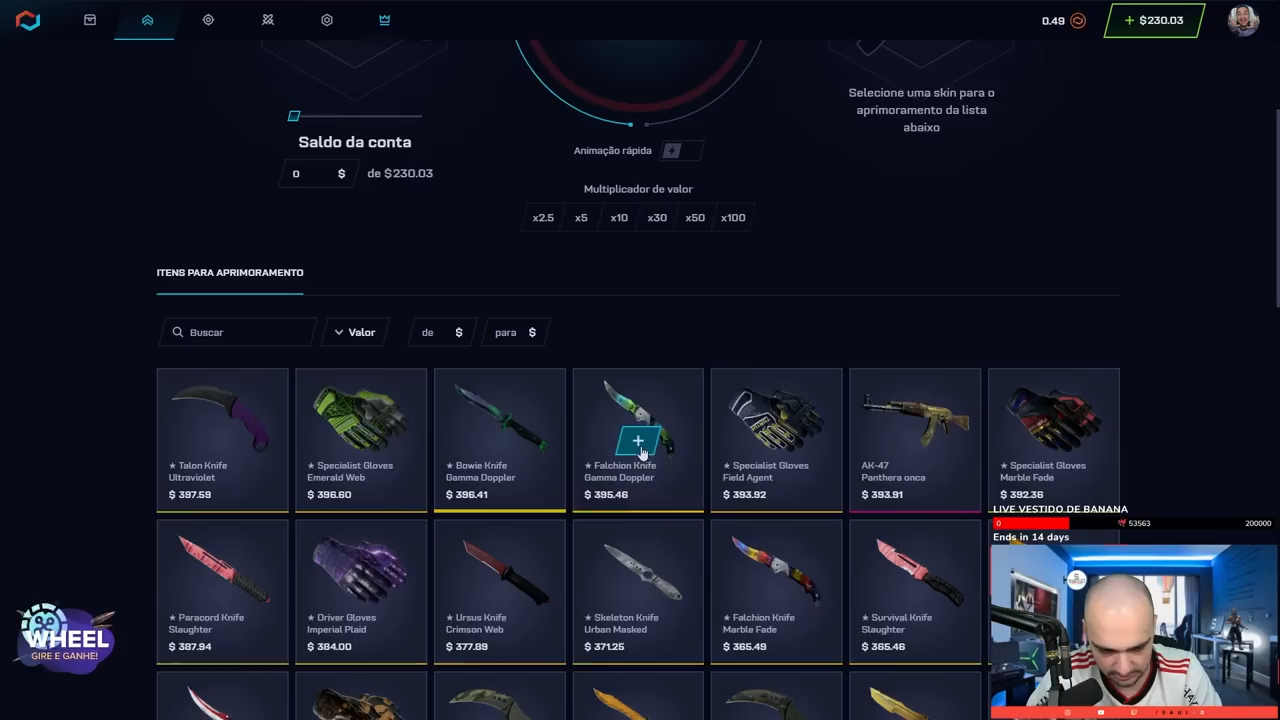 0.49
+ $230.03
Selecione uma skin para o
aprimoramento da lista
abaixo
Saldo da conta
0 $ de $230.03
Animação rápida
Multiplicador de valor
x2.5 x5 x10 x30 x50 x100
ITENS PARA APRIMORAMENTO
Buscar
Valor
de $
para $
★ Talon Knife
Ultraviolet
$ 397.59
★ Specialist Gloves
Emerald Web
$ 396.60
★ Bowie Knife
Gamma Doppler
$ 396.41
★ Falchion Knife
Gamma Doppler
$ 395.46
★ Specialist Gloves
Field Agent
$ 393.92
AK-47
Panthera onca
$ 393.91
★ Specialist Gloves
Marble Fade
$ 392.36
LIVE VESTIDO DE BANANA
0 53563 200000
Ends in 14 days
★ Paracord Knife
Slaughter
$ 387.94
★ Driver Gloves
Imperial Plaid
$ 384.00
★ Ursus Knife
Crimson Web
$ 377.89
★ Skeleton Knife
Urban Masked
$ 371.25
★ Falchion Knife
Marble Fade
$ 365.49
★ Survival Knife
Slaughter
$ 365.46
WHEEL
GIRE E GANHE!